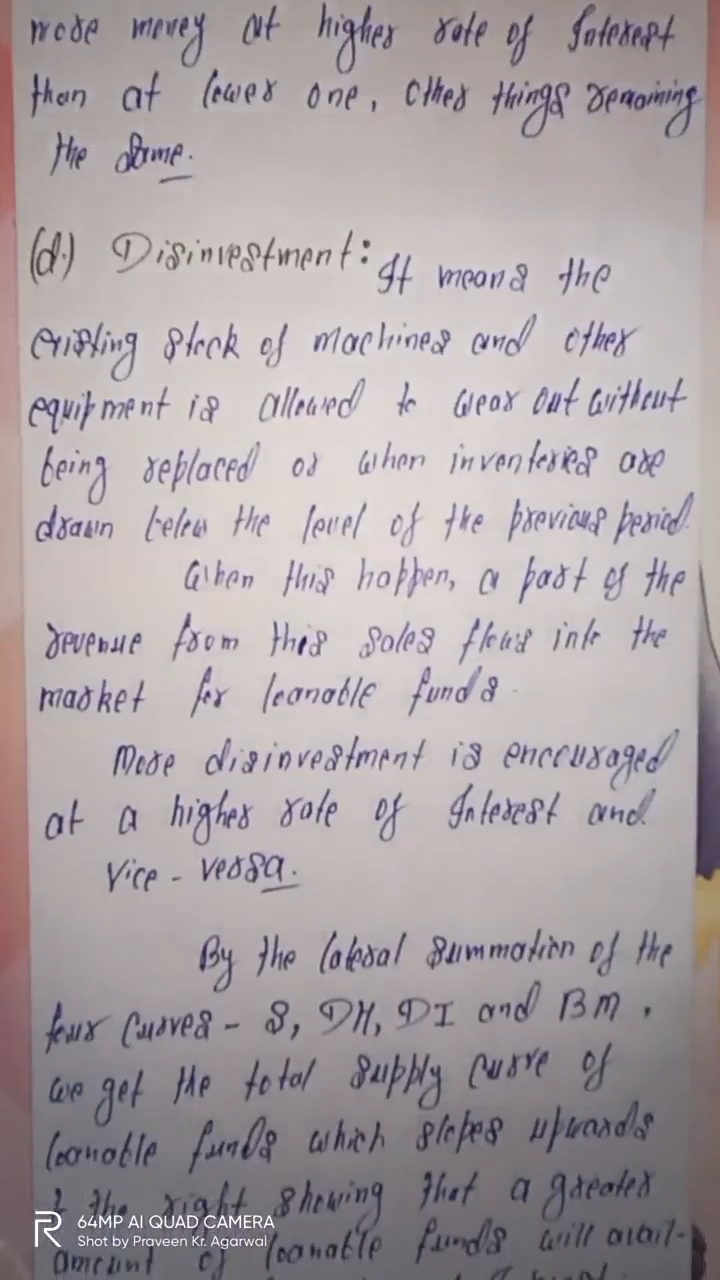 more money at higher rate of Interest
than at lower one, Other things remaining
the same.
(d.) Disinvestment: It means the
existing stock of machines and other
equipment is allowed to wear out without
being replaced or when inventories are
drawn below the level of the previous period.
When this happen, a part of the
revenue from this sales flows into the
market for loanable funds.
More disinvestment is encouraged
at a higher rate of Interest and
Vice - versa.
By the lateral summation of the
four curves - S, DH, DI and BM,
we get the total supply curve of
loanable funds which slopes upwards
the right showing that a greater
amount of loanable funds will avail-
64MP AI QUAD CAMERA
Shot by Praveen Kr. Agarwal